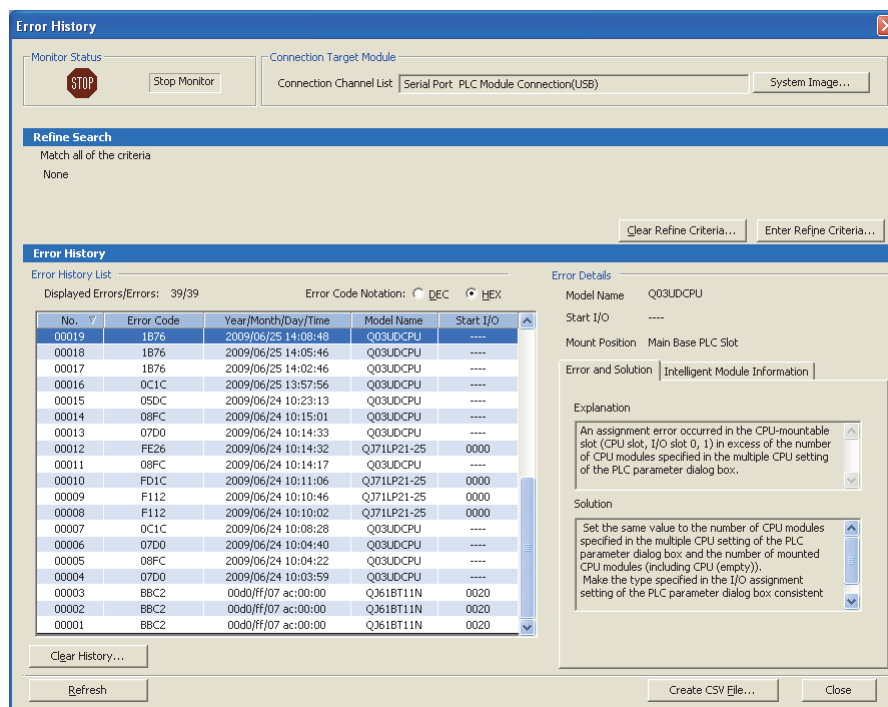 Error History
Monitor Status
STOP
Stop Monitor
Connection Target Module
Connection Channel List Serial Port PLC Module Connection(USB)
System Image...
Refine Search
Match all of the criteria
None
Clear Refine Criteria...
Enter Refine Criteria...
Error History
Error History List
Displayed Errors/Errors: 39/39
Error Code Notation: DEC HEX
No. Error Code Year/Month/Day/Time Model Name Start I/O
00019 1B76 2009/06/25 14:08:48 Q03UDCPU ----
00018 1B76 2009/06/25 14:05:46 Q03UDCPU ----
00017 1B76 2009/06/25 14:02:46 Q03UDCPU ----
00016 0C1C 2009/06/25 13:57:56 Q03UDCPU ----
00015 05DC 2009/06/24 10:23:13 Q03UDCPU ----
00014 08FC 2009/06/24 10:15:01 Q03UDCPU ----
00013 07D0 2009/06/24 10:14:33 Q03UDCPU ----
00012 FE26 2009/06/24 10:14:32 QJ71LP21-25 0000
00011 08FC 2009/06/24 10:14:17 Q03UDCPU ----
00010 FD1C 2009/06/24 10:11:06 QJ71LP21-25 0000
00009 F112 2009/06/24 10:10:46 QJ71LP21-25 0000
00008 F112 2009/06/24 10:10:02 QJ71LP21-25 0000
00007 0C1C 2009/06/24 10:08:28 Q03UDCPU ----
00006 07D0 2009/06/24 10:04:40 Q03UDCPU ----
00005 08FC 2009/06/24 10:04:22 Q03UDCPU ----
00004 07D0 2009/06/24 10:03:59 Q03UDCPU ----
00003 BBC2 00d0/ff/07 ac:00:00 QJ61BT11N 0020
00002 BBC2 00d0/ff/07 ac:00:00 QJ61BT11N 0020
00001 BBC2 00d0/ff/07 ac:00:00 QJ61BT11N 0020
Clear History...
Error Details
Model Name Q03UDCPU
Start I/O ----
Mount Position Main Base PLC Slot
Error and Solution
Intelligent Module Information
Explanation
An assignment error occurred in the CPU-mountable
slot (CPU slot, I/O slot 0, 1) in excess of the number
of CPU modules specified in the multiple CPU setting
of the PLC parameter dialog box.
Solution
Set the same value to the number of CPU modules
specified in the multiple CPU setting of the PLC
parameter dialog box and the number of mounted
CPU modules (including CPU (empty)).
Make the type specified in the I/O assignment
setting of the PLC parameter dialog box consistent
Refresh
Create CSV File...
Close